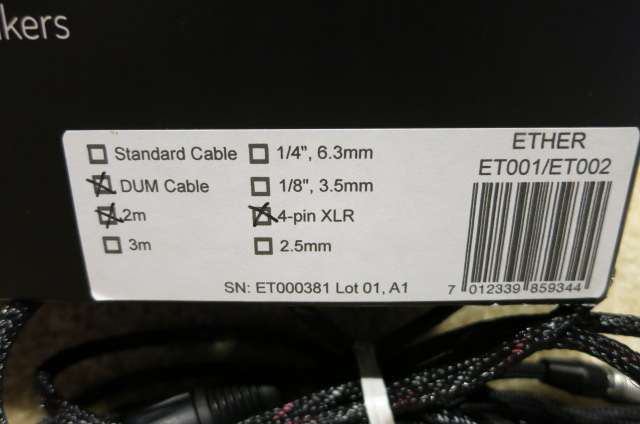 kers
Standard Cable
DUM Cable
2m
3m
1/4", 6.3mm
1/8", 3.5mm
4-pin XLR
2.5mm
ETHER
ET001/ET002
7 012339 859344
SN: ET000381 Lot 01, A1